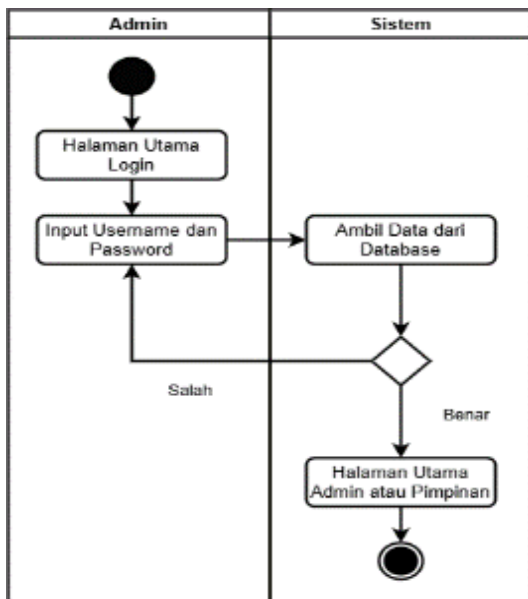 Admin
Sistem
Halaman Utama
Login
Input Username dan
Password
Ambil Data dari
Database
Salah
Benar
Halaman Utama
Admin atau Pimpinan